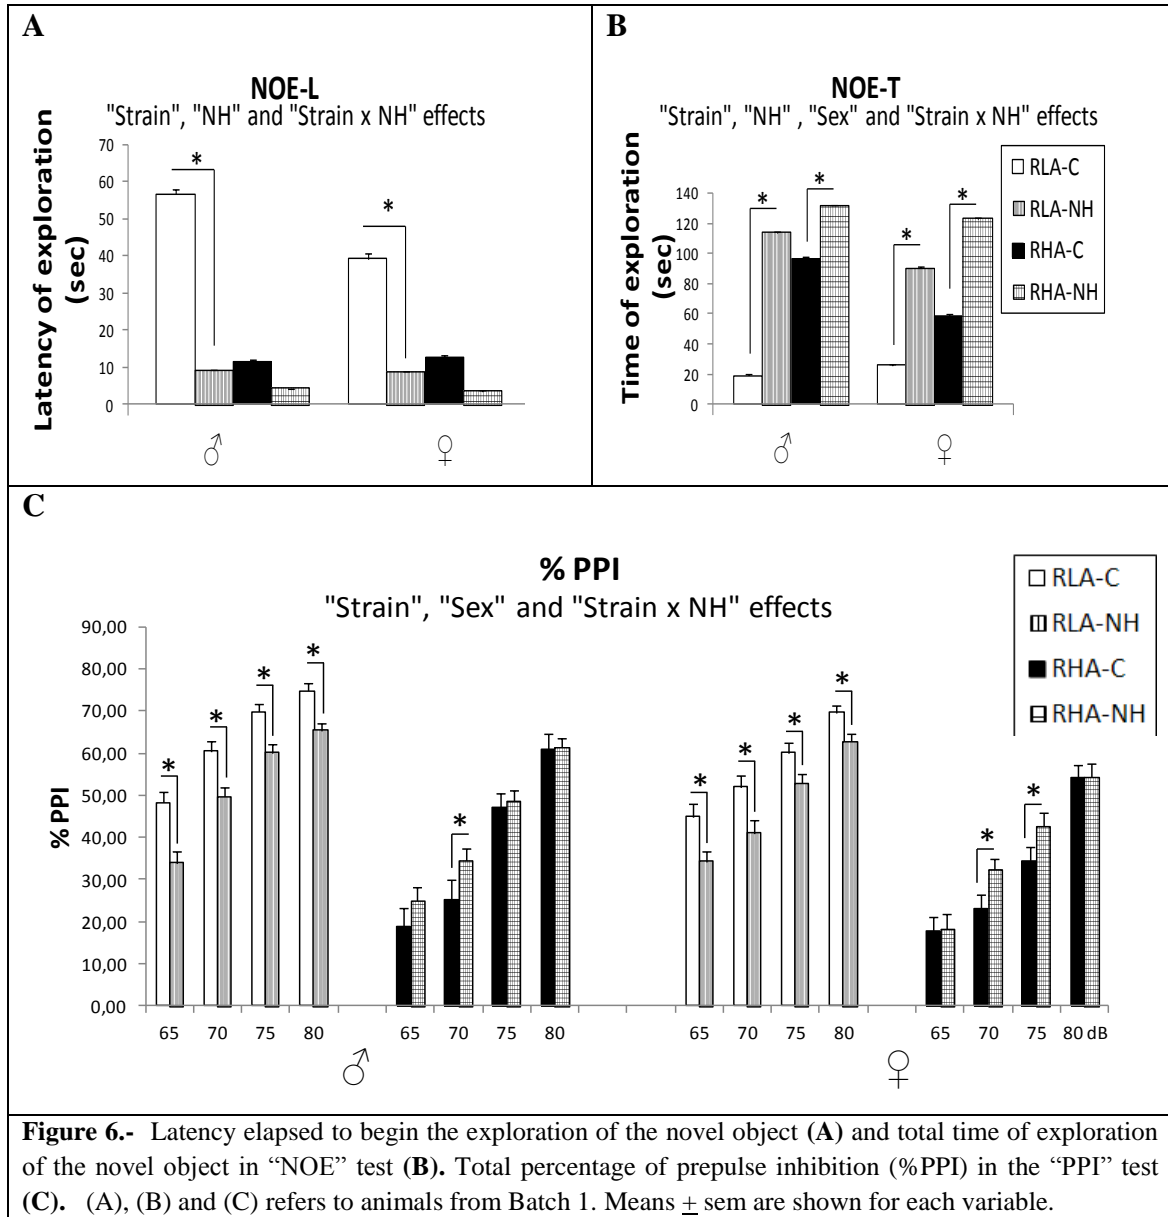 A
NOE-L
"Strain", "NH" and "Strain x NH" effects
Latency of exploration
(sec)
70
60
50
40
30
20
10
0
*
*
♂
♀
B
NOE-T
"Strain", "NH" , "Sex" and "Strain x NH" effects
Time of exploration
(sec)
140
120
100
80
60
40
20
0
*
*
*
*
♂
♀
RLA-C
RLA-NH
RHA-C
RHA-NH
C
% PPI
"Strain", "Sex" and "Strain x NH" effects
% PPI
90,00
80,00
70,00
60,00
50,00
40,00
30,00
20,00
10,00
0,00
*
*
*
*
*
*
*
*
*
*
*
65 70 75 80 65 70 75 80 65 70 75 80 65 70 75 80 dB
♂
♀
RLA-C
RLA-NH
RHA-C
RHA-NH
Figure 6.- Latency elapsed to begin the exploration of the novel object (A) and total time of exploration
of the novel object in “NOE” test (B). Total percentage of prepulse inhibition (%PPI) in the “PPI” test
(C). (A), (B) and (C) refers to animals from Batch 1. Means + sem are shown for each variable.